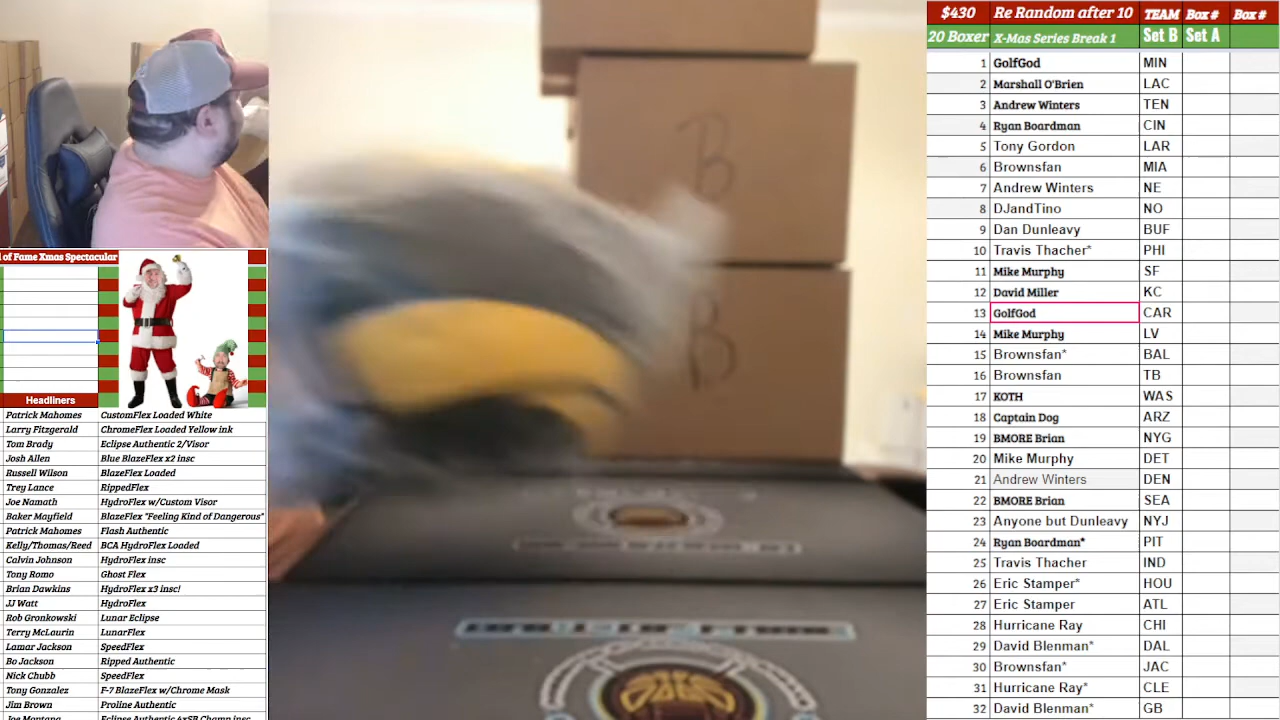 $430 Re Random after 10 TEAM Box # Box #
20 Boxer X-Mas Series Break 1 Set B Set A
1 GolfGod MIN
2 Marshall O'Brien LAC
3 Andrew Winters TEN
4 Ryan Boardman CIN
5 Tony Gordon LAR
6 Brownsfan MIA
7 Andrew Winters NE
8 DJandTino NO
9 Dan Dunleavy BUF
10 Travis Thacher* PHI
11 Mike Murphy SF
12 David Miller KC
13 GolfGod CAR
14 Mike Murphy LV
15 Brownsfan* BAL
16 Brownsfan TB
17 KOTH WAS
18 Captain Dog ARZ
19 BMORE Brian NYG
20 Mike Murphy DET
21 Andrew Winters DEN
22 BMORE Brian SEA
23 Anyone but Dunleavy NYJ
24 Ryan Boardman* PIT
25 Travis Thacher IND
26 Eric Stamper* HOU
27 Eric Stamper ATL
28 Hurricane Ray CHI
29 David Blenman* DAL
30 Brownsfan* JAC
31 Hurricane Ray* CLE
32 David Blenman* GB
B
B
of Fame Xmas Spectacular
Headliners
Patrick Mahomes CustomFlex Loaded White
Larry Fitzgerald ChromeFlex Loaded Yellow ink
Tom Brady Eclipse Authentic 2/Visor
Josh Allen Blue BlazeFlex x2 insc
Russell Wilson BlazeFlex Loaded
Trey Lance RippedFlex
Joe Namath HydroFlex w/Custom Visor
Baker Mayfield BlazeFlex "Feeling Kind of Dangerous"
Patrick Mahomes Flash Authentic
Kelly/Thomas/Reed BCA HydroFlex Loaded
Calvin Johnson HydroFlex insc
Tony Romo Ghost Flex
Brian Dawkins HydroFlex x3 insc!
JJ Watt HydroFlex
Rob Gronkowski Lunar Eclipse
Terry McLaurin LunarFlex
Lamar Jackson SpeedFlex
Bo Jackson Ripped Authentic
Nick Chubb SpeedFlex
Tony Gonzalez F-7 BlazeFlex w/Chrome Mask
Jim Brown Proline Authentic
Joe Montana Eclipse Authentic 4xSB Champ insc